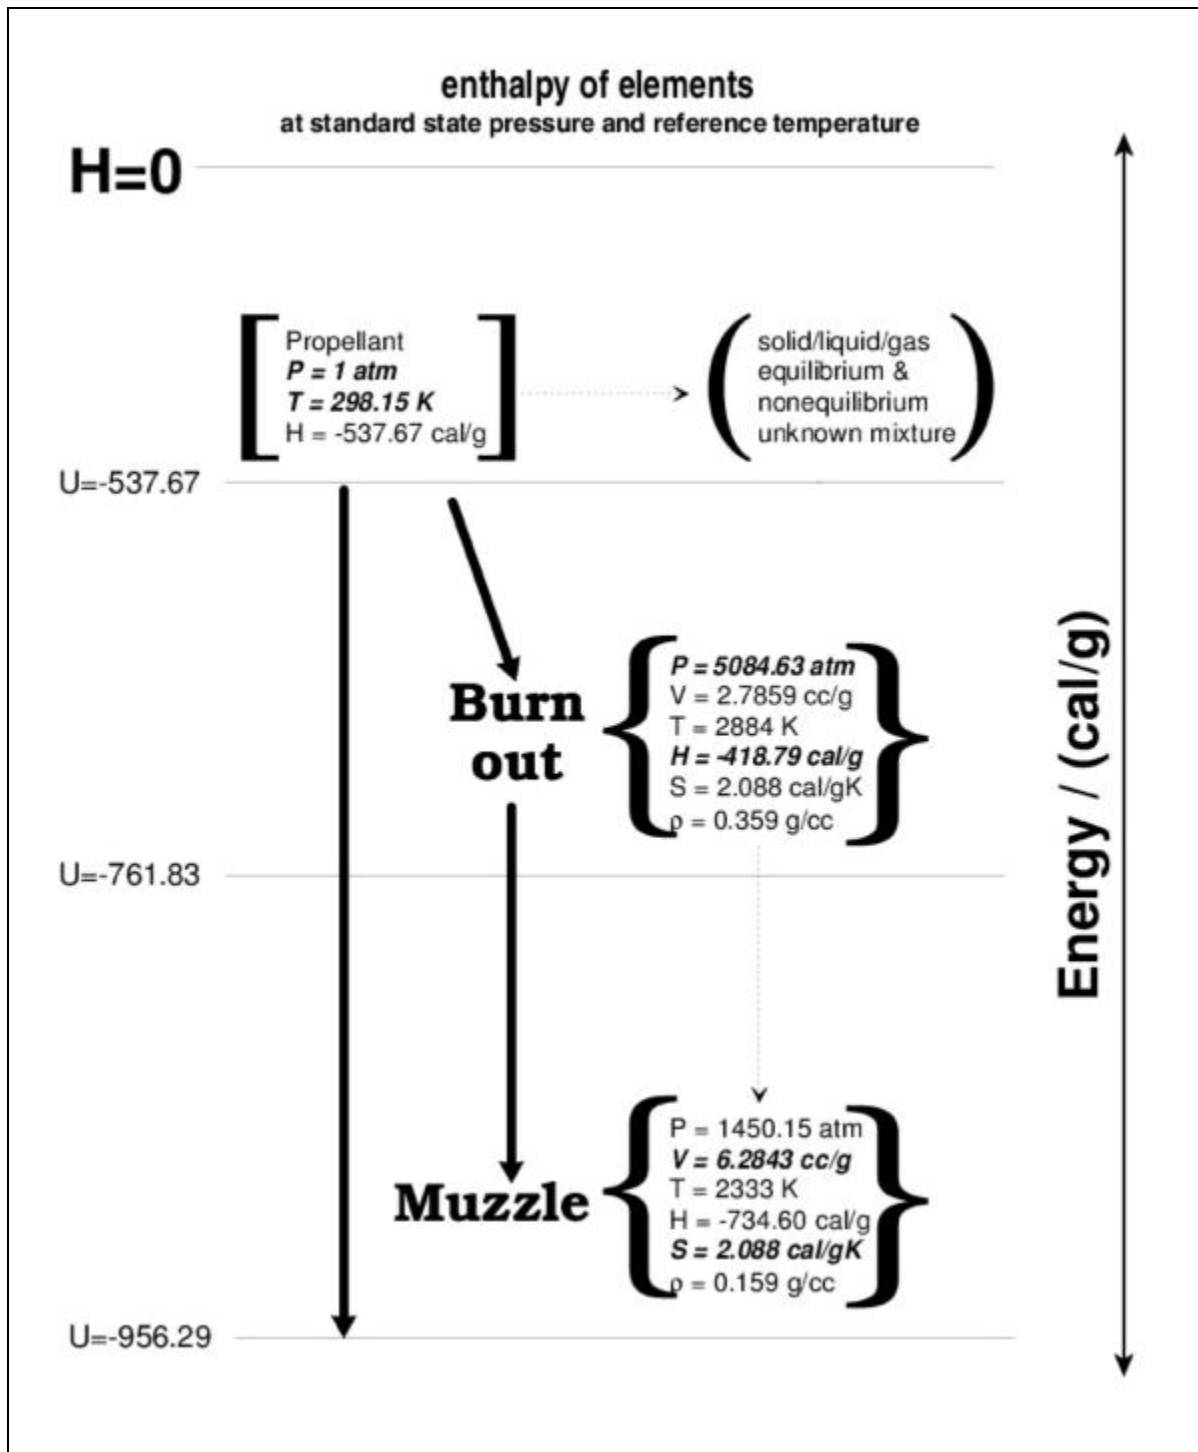 enthalpy of elements
at standard state pressure and reference temperature
H=0
Propellant
P = 1 atm
T = 298.15 K
H = -537.67 cal/g
solid/liquid/gas
equilibrium &
nonequilibrium
unknown mixture
U=-537.67
Burn
out
P = 5084.63 atm
V = 2.7859 cc/g
T = 2884 K
H = -418.79 cal/g
S = 2.088 cal/gK
ρ = 0.359 g/cc
U=-761.83
Energy / (cal/g)
Muzzle
P = 1450.15 atm
V = 6.2843 cc/g
T = 2333 K
H = -734.60 cal/g
S = 2.088 cal/gK
ρ = 0.159 g/cc
U=-956.29